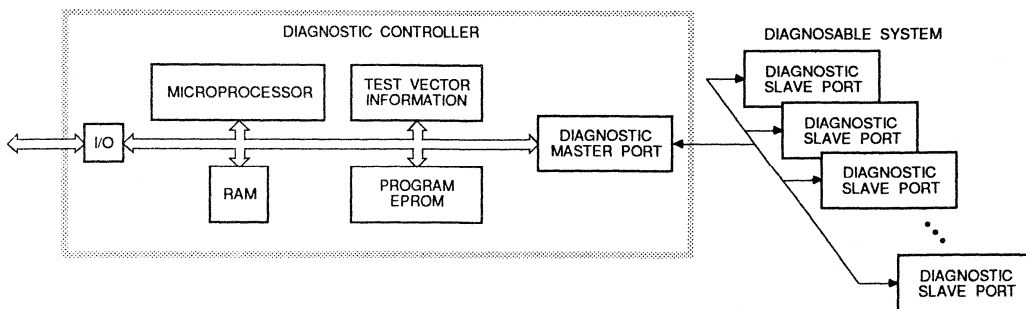 DIAGNOSTIC CONTROLLER
MICROPROCESSOR
TEST VECTOR
INFORMATION
I/O
RAM
PROGRAM
EPROM
DIAGNOSTIC
MASTER PORT
DIAGNOSABLE SYSTEM
DIAGNOSTIC
SLAVE PORT
DIAGNOSTIC
SLAVE PORT
DIAGNOSTIC
SLAVE PORT
DIAGNOSTIC
SLAVE PORT